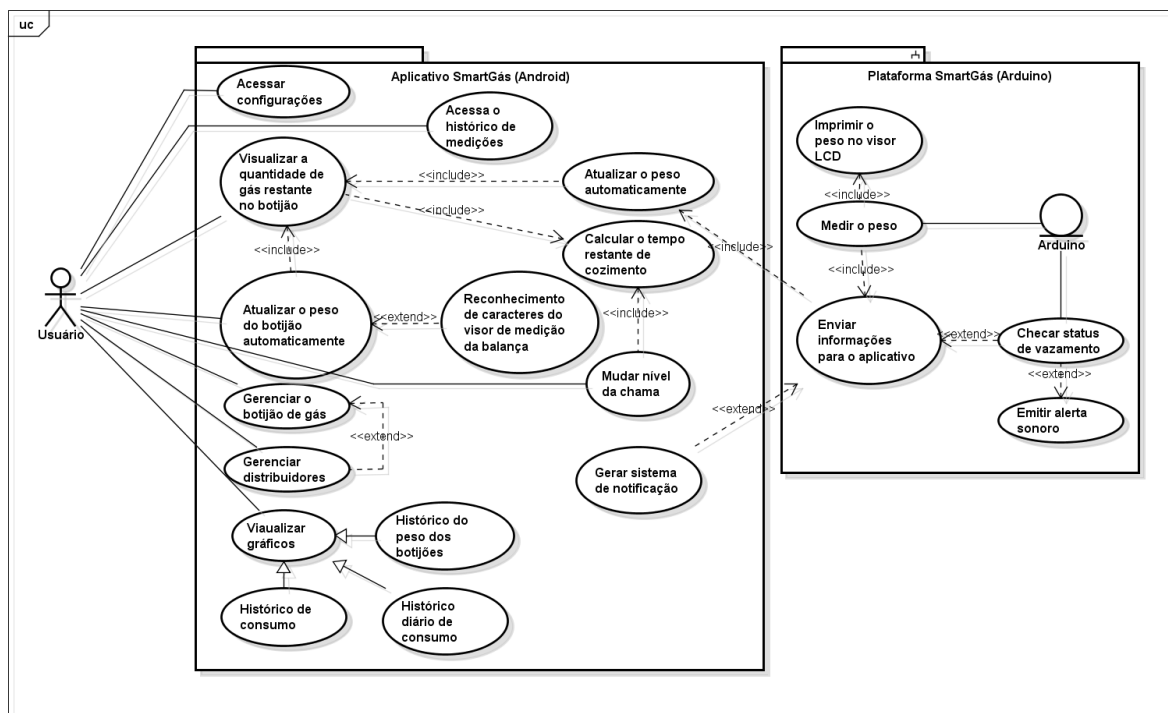 uc
Aplicativo SmartGás (Android)
Plataforma SmartGás (Arduino)
Acessar
configurações
Acessa o
histórico de
medições
Imprimir o
peso no visor
LCD
Visualizar a
quantidade de
gás restante
no botijão
<<include>>
Atualizar o peso
automaticamente
<<include>>
<<include>>
Medir o peso
Arduino
Calcular o tempo
restante de
cozimento
<<include>>
<<include>>
<<include>>
Usuário
Atualizar o peso
do botijão
automaticamente
<<extend>>
Reconhecimento
de caracteres do
visor de medição
da balança
<<include>>
Enviar
informações
para o aplicativo
<<extend>>
Checar status
de vazamento
<<extend>>
Mudar nível
da chama
Gerenciar o
botijão de gás
<<extend>>
<<extend>>
Emitir alerta
sonoro
Gerenciar
distribuidores
Gerar sistema
de notificação
Viaualizar
gráficos
Histórico do
peso dos
botijões
Histórico de
consumo
Histórico
diário de
consumo